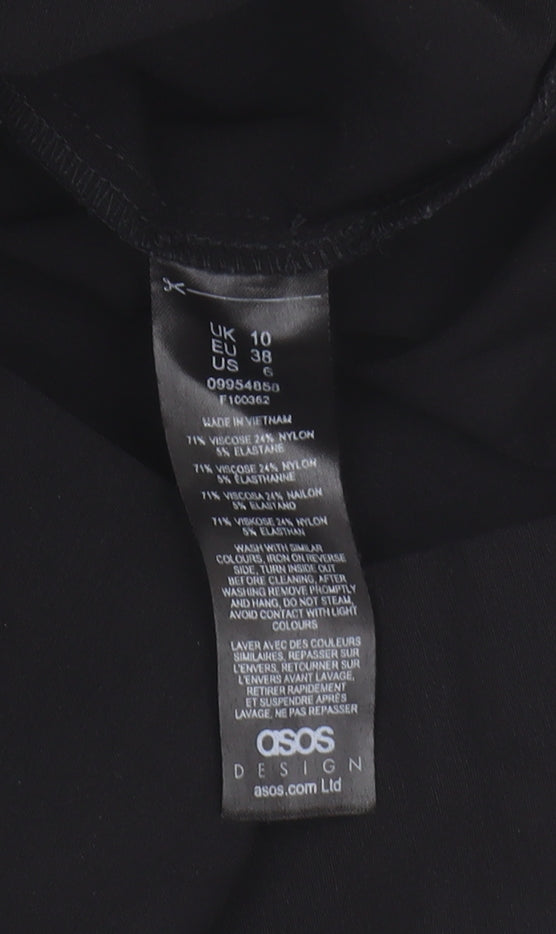 UK 10
EU 38
US 6
09954858
F100362
MADE IN VIETNAM
71% VISCOSE 24% NYLON
5% ELASTANE
71% VISCOSE 24% NYLON
5% ÉLASTHANNE
71% VISCOSA 24% NAILON
5% ELASTANO
71% VISKOSE 24% NYLON
5% ELASTHAN
WASH WITH SIMILAR
COLOURS, IRON ON REVERSE
SIDE, TURN INSIDE OUT
BEFORE CLEANING, AFTER
WASHING REMOVE PROMPTLY
AND HANG, DO NOT STEAM,
AVOID CONTACT WITH LIGHT
COLOURS
LAVER AVEC DES COULEURS
SIMILAIRES, REPASSER SUR
L'ENVERS, RETOURNER SUR
L'ENVERS AVANT LAVAGE,
RETIRER RAPIDEMENT
ET SUSPENDRE APRÈS
LAVAGE, NE PAS REPASSER
asos
DESIGN
asos.com Ltd